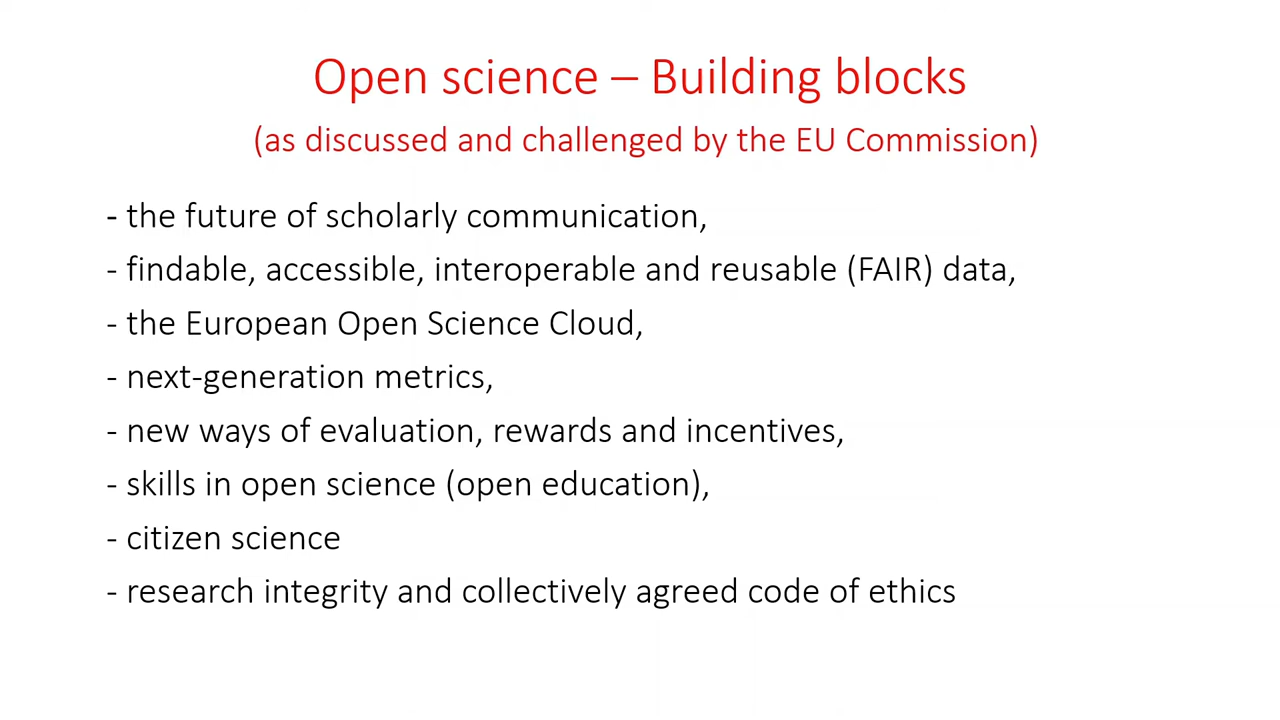 Open science – Building blocks
(as discussed and challenged by the EU Commission)
- the future of scholarly communication,
- findable, accessible, interoperable and reusable (FAIR) data,
- the European Open Science Cloud,
- next-generation metrics,
- new ways of evaluation, rewards and incentives,
- skills in open science (open education),
- citizen science
- research integrity and collectively agreed code of ethics